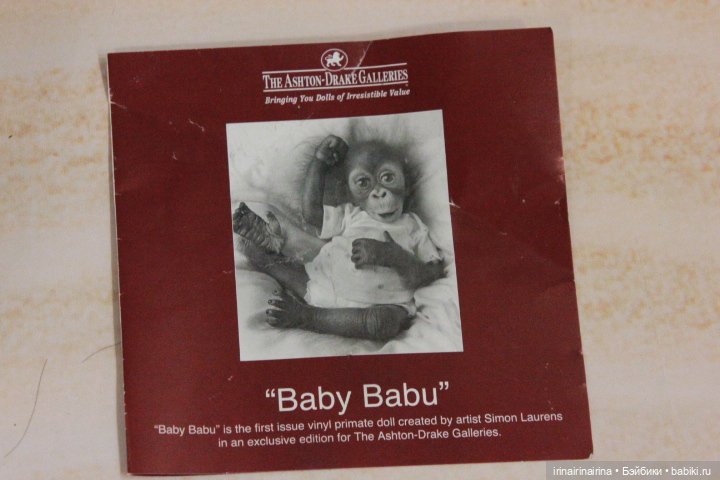 THE ASHTON-DRAKE GALLERIES
Bringing You Dolls of Irresistible Value
“Baby Babu”
“Baby Babu” is the first issue vinyl primate doll created by artist Simon Laurens
in an exclusive edition for The Ashton-Drake Galleries.
irinairinairina • Бэйбики • babiki.ru